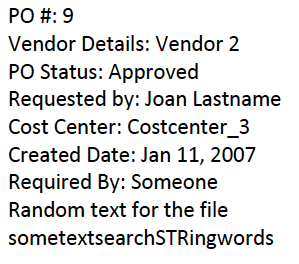 PO #: 9
Vendor Details: Vendor 2
PO Status: Approved
Requested by: Joan Lastname
Cost Center: Costcenter_3
Created Date: Jan 11, 2007
Required By: Someone
Random text for the file
sometextsearchSTRingwords